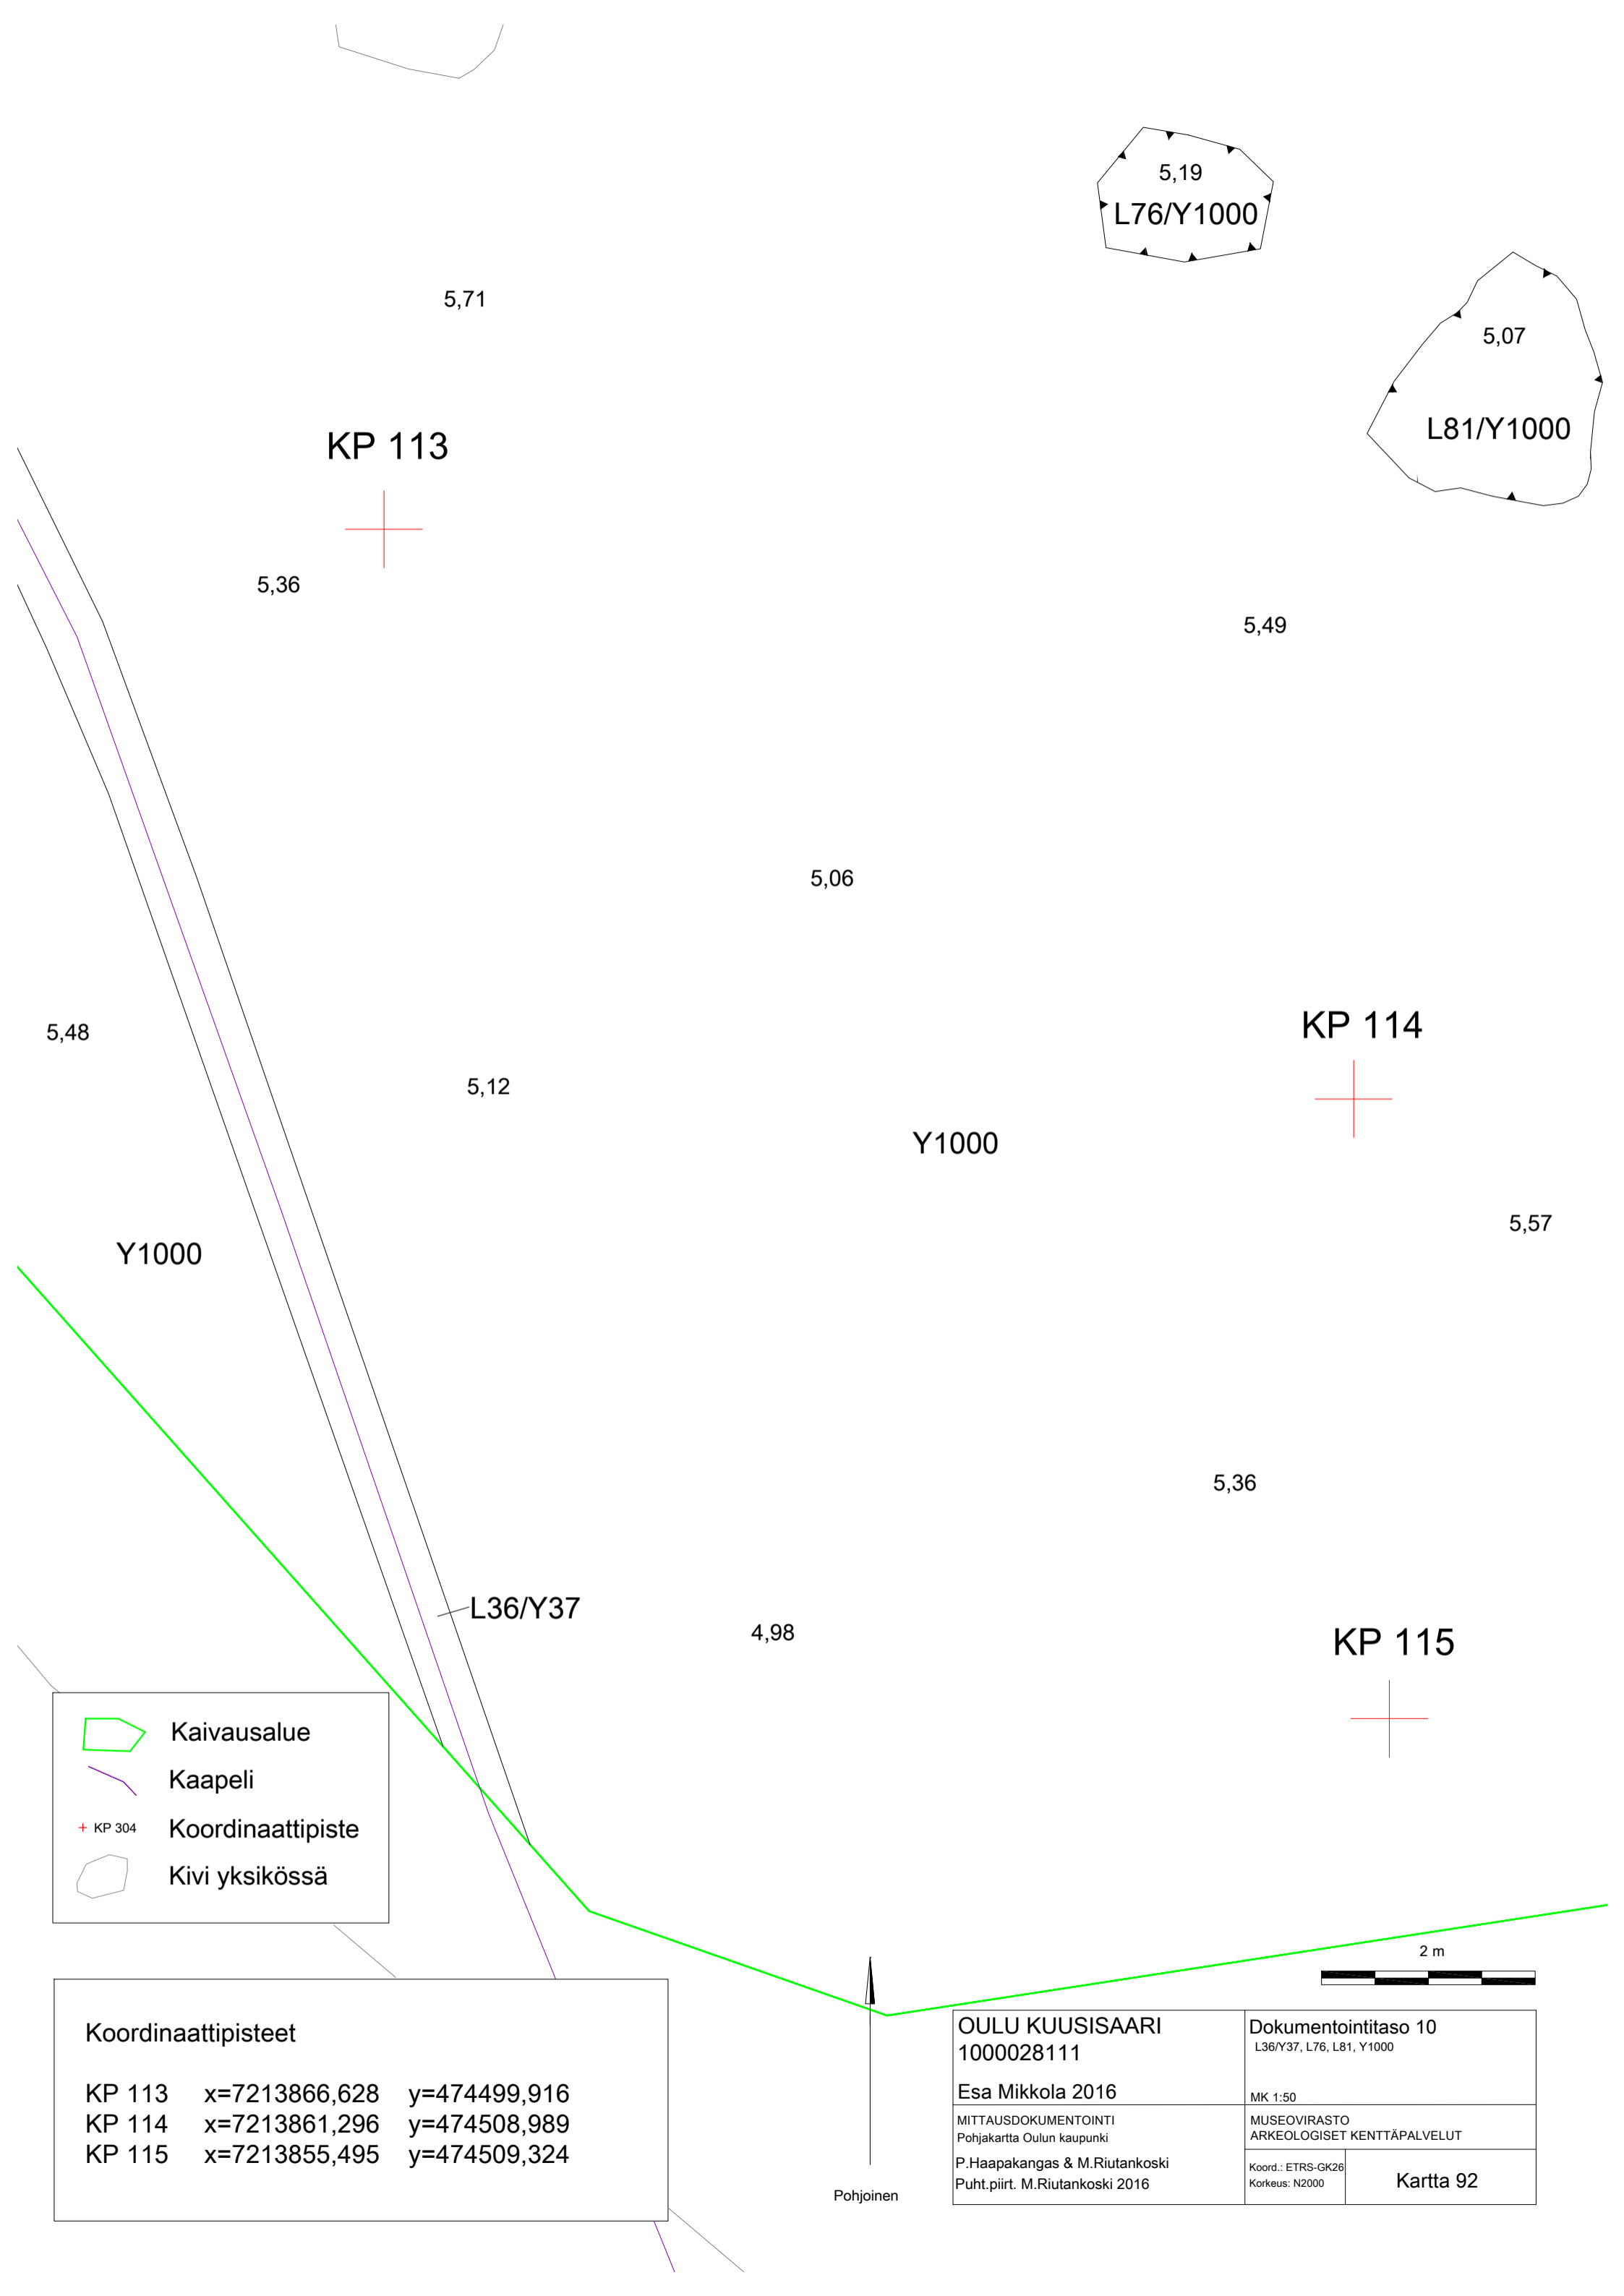 5,19
L76/Y1000
5,71
5,07
L81/Y1000
KP 113
5,36
5,49
5,06
KP 114
5,48
5,12
Y1000
5,57
Y1000
5,36
L36/Y37
4,98
KP 115
Kaivausalue
Kaapeli
KP 304 Koordinaattipiste
Kivi yksikössä
2 m
Koordinaattipisteet
KP 113 x=7213866,628 y=474499,916
KP 114 x=7213861,296 y=474508,989
KP 115 x=7213855,495 y=474509,324
Pohjoinen
OULU KUUSISAARI
1000028111
Esa Mikkola 2016
Dokumentointitaso 10
L36/Y37, L76, L81, Y1000
MK 1:50
MITTAUSDOKUMENTOINTI
Pohjakartta Oulun kaupunki
P.Haapakangas & M.Riutankoski
Puht.piirt. M.Riutankoski 2016
MUSEOVIRASTO
ARKEOLOGISET KENTTÄPALVELUT
Koord.: ETRS-GK26
Korkeus: N2000
Kartta 92